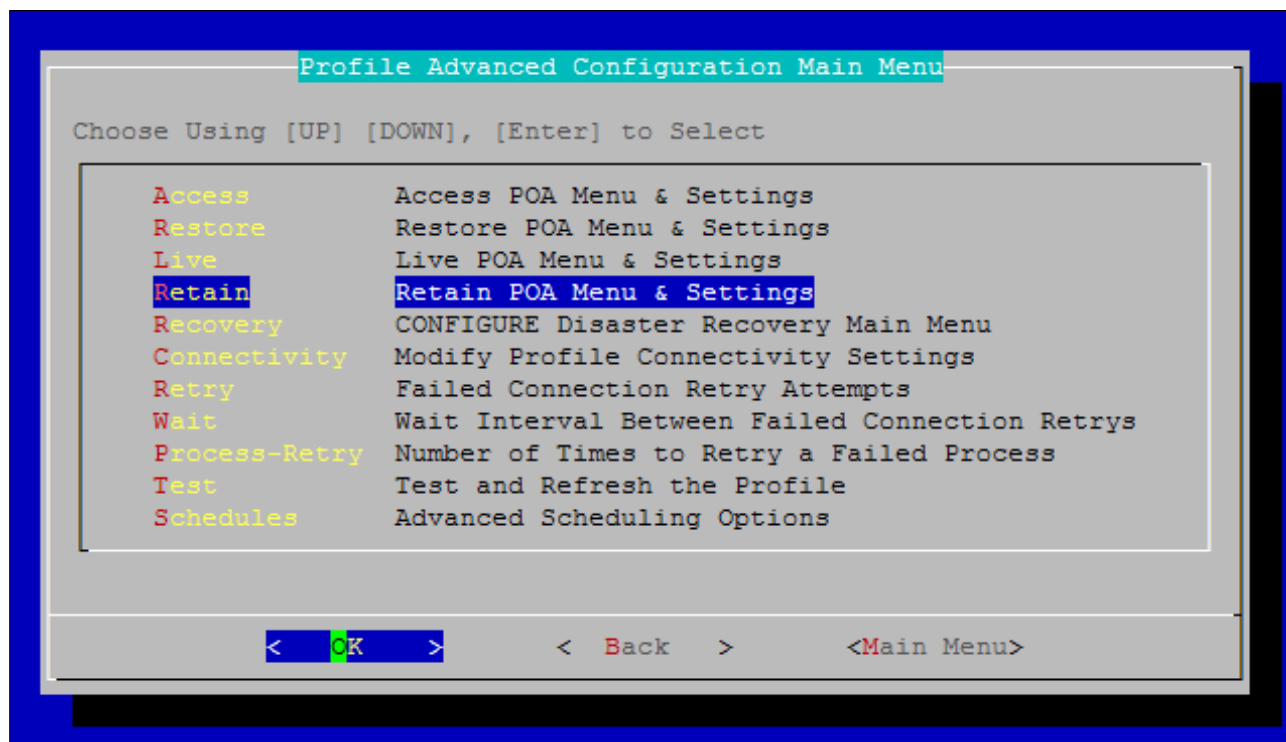 Profile Advanced Configuration Main Menu
Choose Using [UP] [DOWN], [Enter] to Select
Access Access POA Menu & Settings
Restore Restore POA Menu & Settings
Live Live POA Menu & Settings
Retain Retain POA Menu & Settings
Recovery CONFIGURE Disaster Recovery Main Menu
Connectivity Modify Profile Connectivity Settings
Retry Failed Connection Retry Attempts
Wait Wait Interval Between Failed Connection Retrys
Process-Retry Number of Times to Retry a Failed Process
Test Test and Refresh the Profile
Schedules Advanced Scheduling Options
< OK > < Back > <Main Menu>